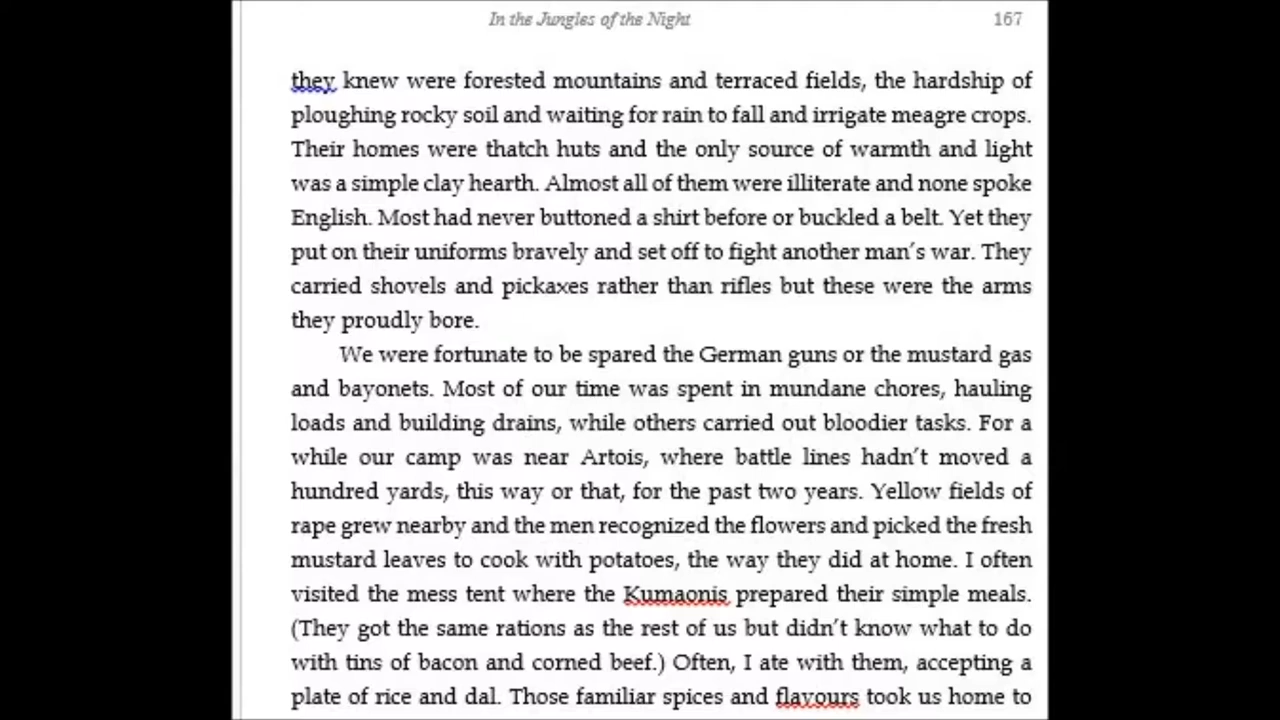 In the Jungles of the Night 167
they knew were forested mountains and terraced fields, the hardship of
ploughing rocky soil and waiting for rain to fall and irrigate meagre crops.
Their homes were thatch huts and the only source of warmth and light
was a simple clay hearth. Almost all of them were illiterate and none spoke
English. Most had never buttoned a shirt before or buckled a belt. Yet they
put on their uniforms bravely and set off to fight another man’s war. They
carried shovels and pickaxes rather than rifles but these were the arms
they proudly bore.
We were fortunate to be spared the German guns or the mustard gas
and bayonets. Most of our time was spent in mundane chores, hauling
loads and building drains, while others carried out bloodier tasks. For a
while our camp was near Artois, where battle lines hadn’t moved a
hundred yards, this way or that, for the past two years. Yellow fields of
rape grew nearby and the men recognized the flowers and picked the fresh
mustard leaves to cook with potatoes, the way they did at home. I often
visited the mess tent where the Kumaonis prepared their simple meals.
(They got the same rations as the rest of us but didn’t know what to do
with tins of bacon and corned beef.) Often, I ate with them, accepting a
plate of rice and dal. Those familiar spices and flavours took us home to